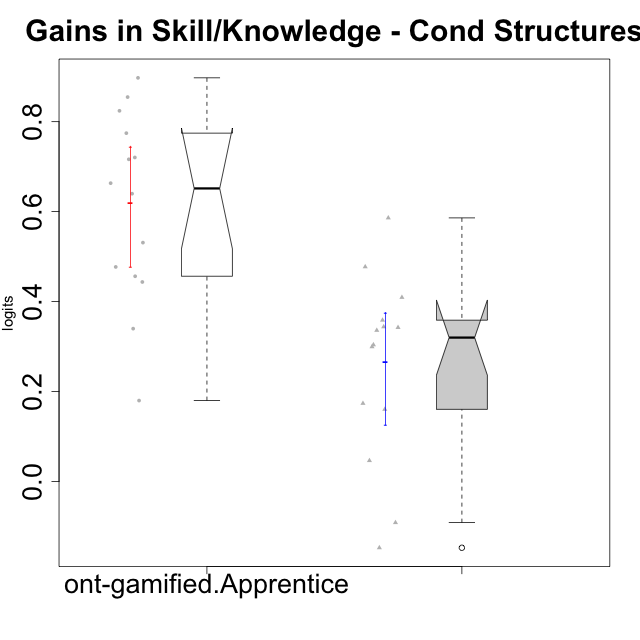 Gains in Skill/Knowledge - Cond Structures
0.8
0.6
0.4
0.2
0.0
logits
ont-gamified.Apprentice